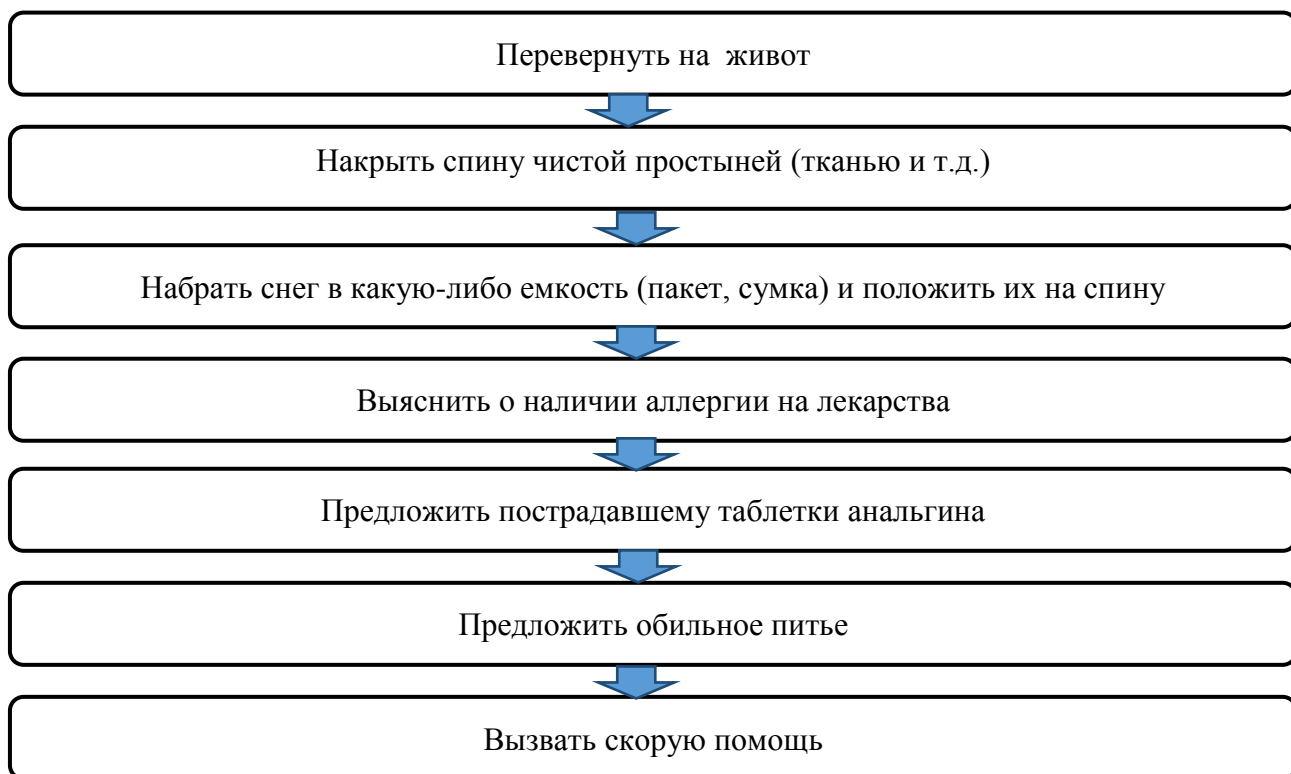 Перевернуть на живот
Накрыть спину чистой простыней (тканью и т.д.)
Набрать снег в какую-либо емкость (пакет, сумка) и положить их на спину
Выяснить о наличии аллергии на лекарства
Предложить пострадавшему таблетки анальгина
Предложить обильное питье
Вызвать скорую помощь